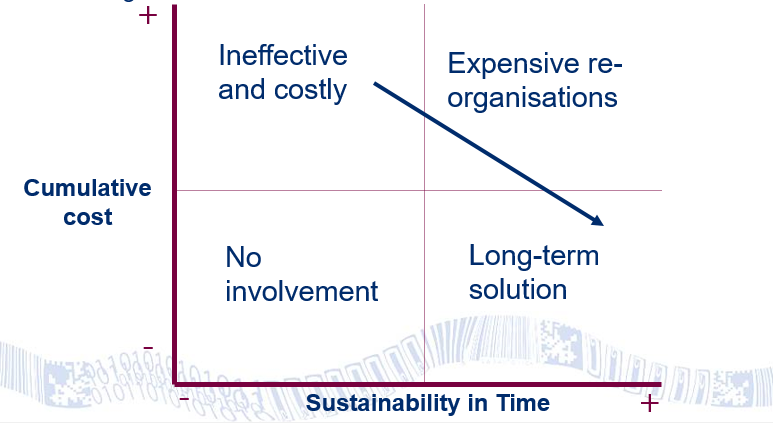 +
Ineffective
and costly
Expensive re-
organisations
Cumulative
cost
No
involvement
Long-term
solution
-
-
Sustainability in Time
+